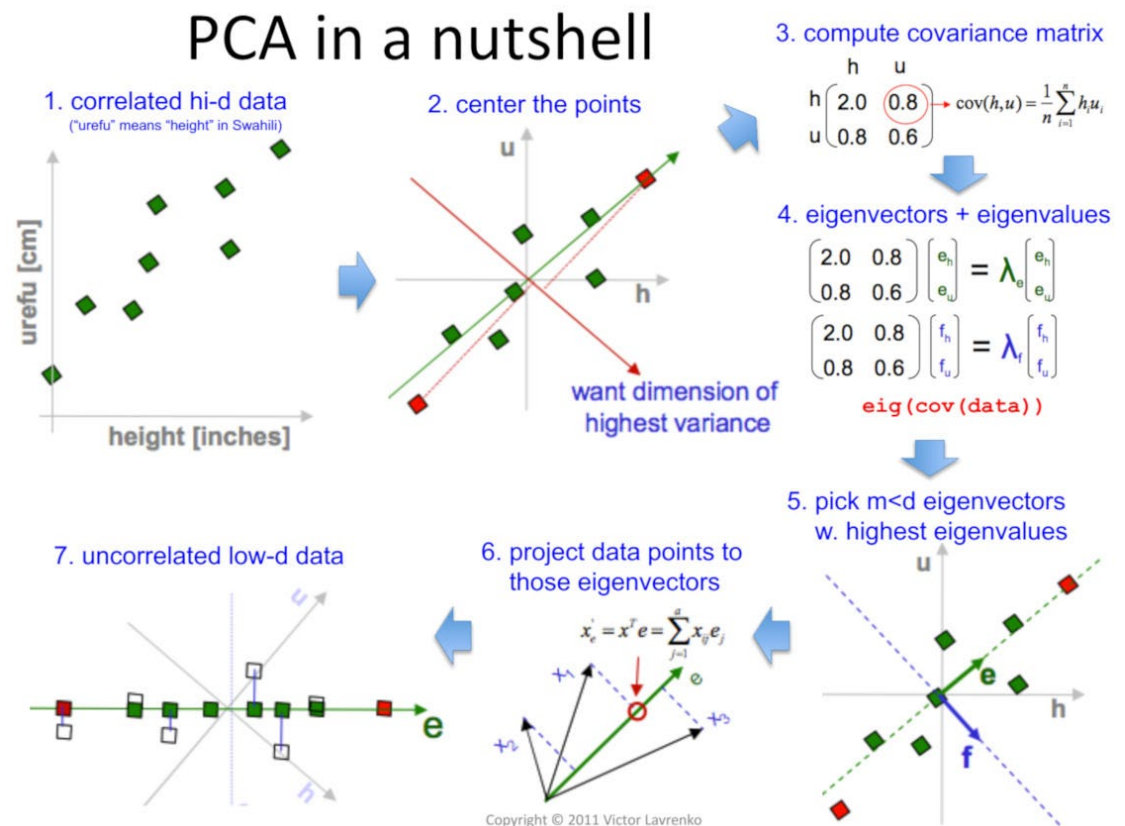 PCA in a nutshell
1. correlated hi-d data
("urefu" means "height" in Swahili)
urefu [cm]
height [inches]
2. center the points
u
h
want dimension of
highest variance
3. compute covariance matrix
h u
h 2.0 0.8 → cov(h,u) = 1/n ∑ i=1 n h_i u_i
u 0.8 0.6
4. eigenvectors + eigenvalues
2.0 0.8 e_h = λ_e e_h
0.8 0.6 e_u e_u
2.0 0.8 f_h = λ_f f_h
0.8 0.6 f_u f_u
eig(cov(data))
5. pick m<d eigenvectors
w. highest eigenvalues
u
e
h
f
6. project data points to
those eigenvectors
x'_e = x^T e = ∑ j=1 d x_ij e_j
x_1
e
x_2
x_3
7. uncorrelated low-d data
u
e
h
Copyright © 2011 Victor Lavrenko